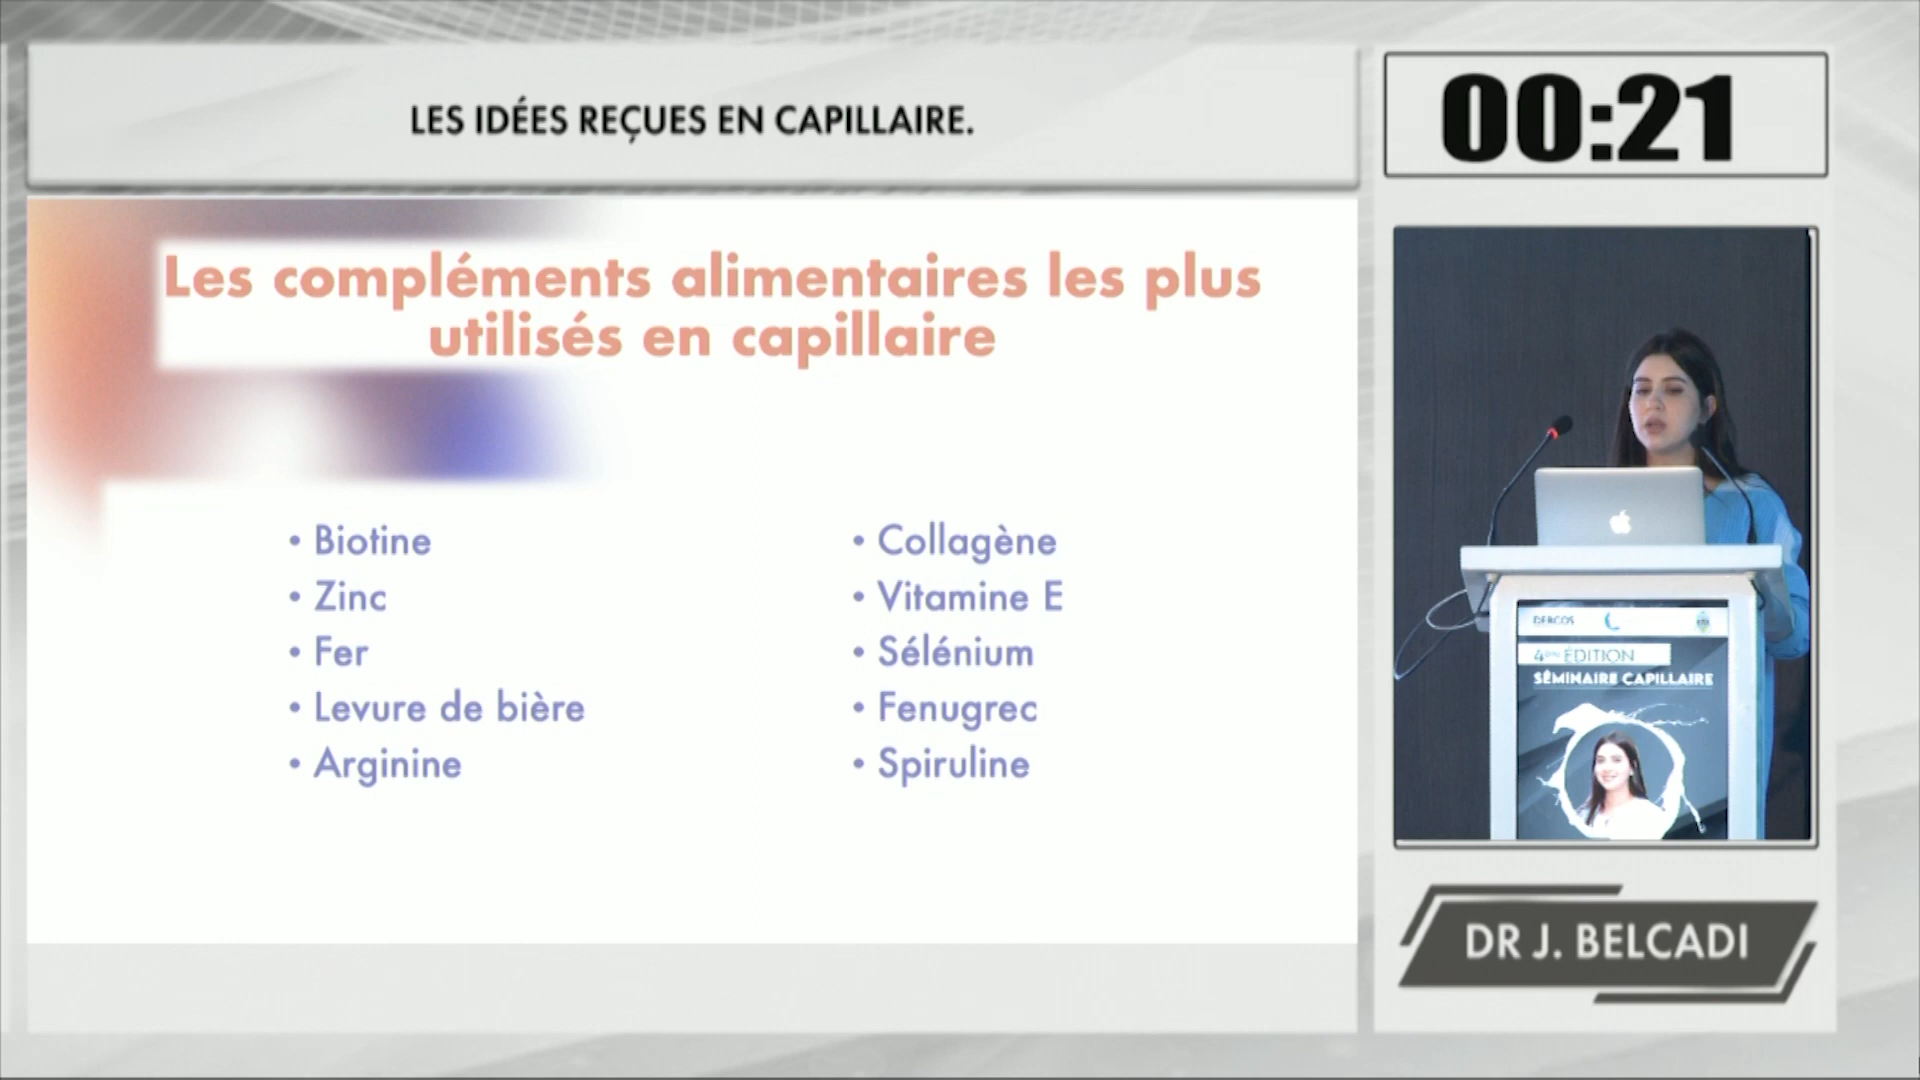 LES IDÉES REÇUES EN CAPILLAIRE.
00:21
Les compléments alimentaires les plus
utilisés en capillaire
• Biotine
• Zinc
• Fer
• Levure de bière
• Arginine
• Collagène
• Vitamine E
• Sélénium
• Fenugrec
• Spiruline
DERCOS
4ème ÉDITION
SÉMINAIRE CAPILLAIRE
DR J. BELCADI